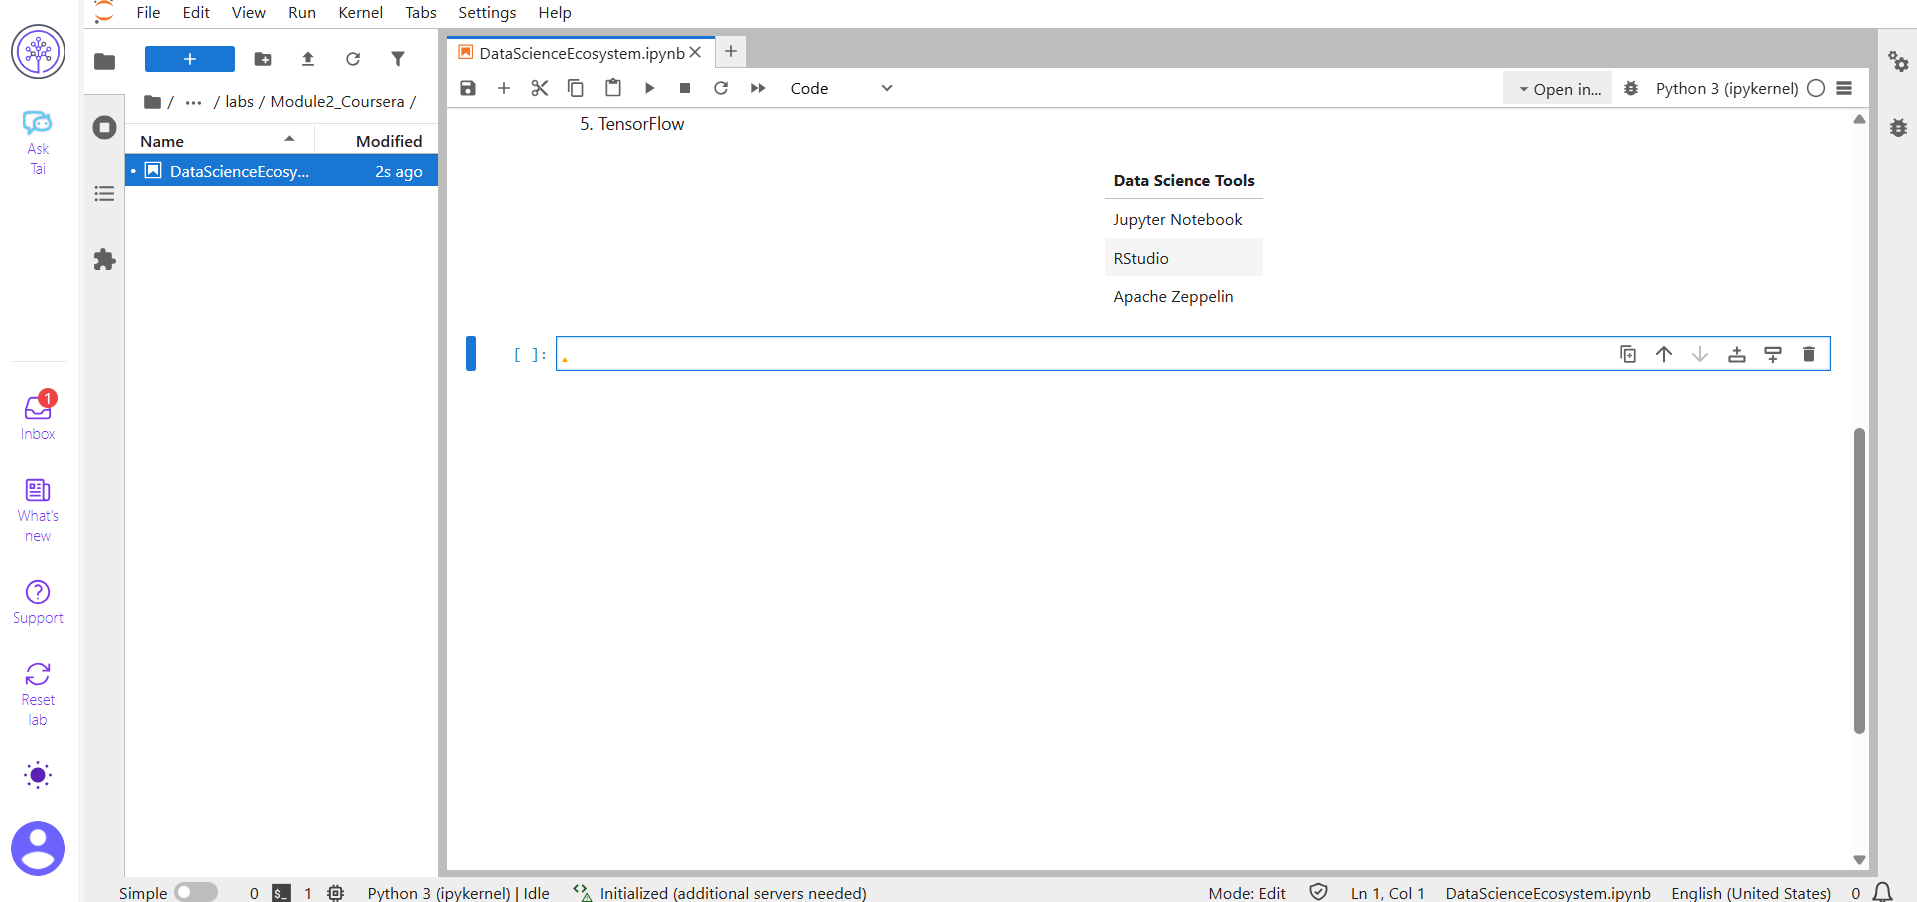 File Edit View Run Kernel Tabs Settings Help
Ask
Tai
Inbox
1
What's
new
Support
Reset
lab
+
/ ... / labs / Module2_Coursera /
Name Modified
DataScienceEcosy... 2s ago
DataScienceEcosystem.ipynb
Code
Open in...
Python 3 (ipykernel)
5. TensorFlow
Data Science Tools
Jupyter Notebook
RStudio
Apache Zeppelin
[ ]:
Simple 0 $_ 1 Python 3 (ipykernel) | Idle Initialized (additional servers needed) Mode: Edit Ln 1, Col 1 DataScienceEcosystem.ipynb English (United States) 0